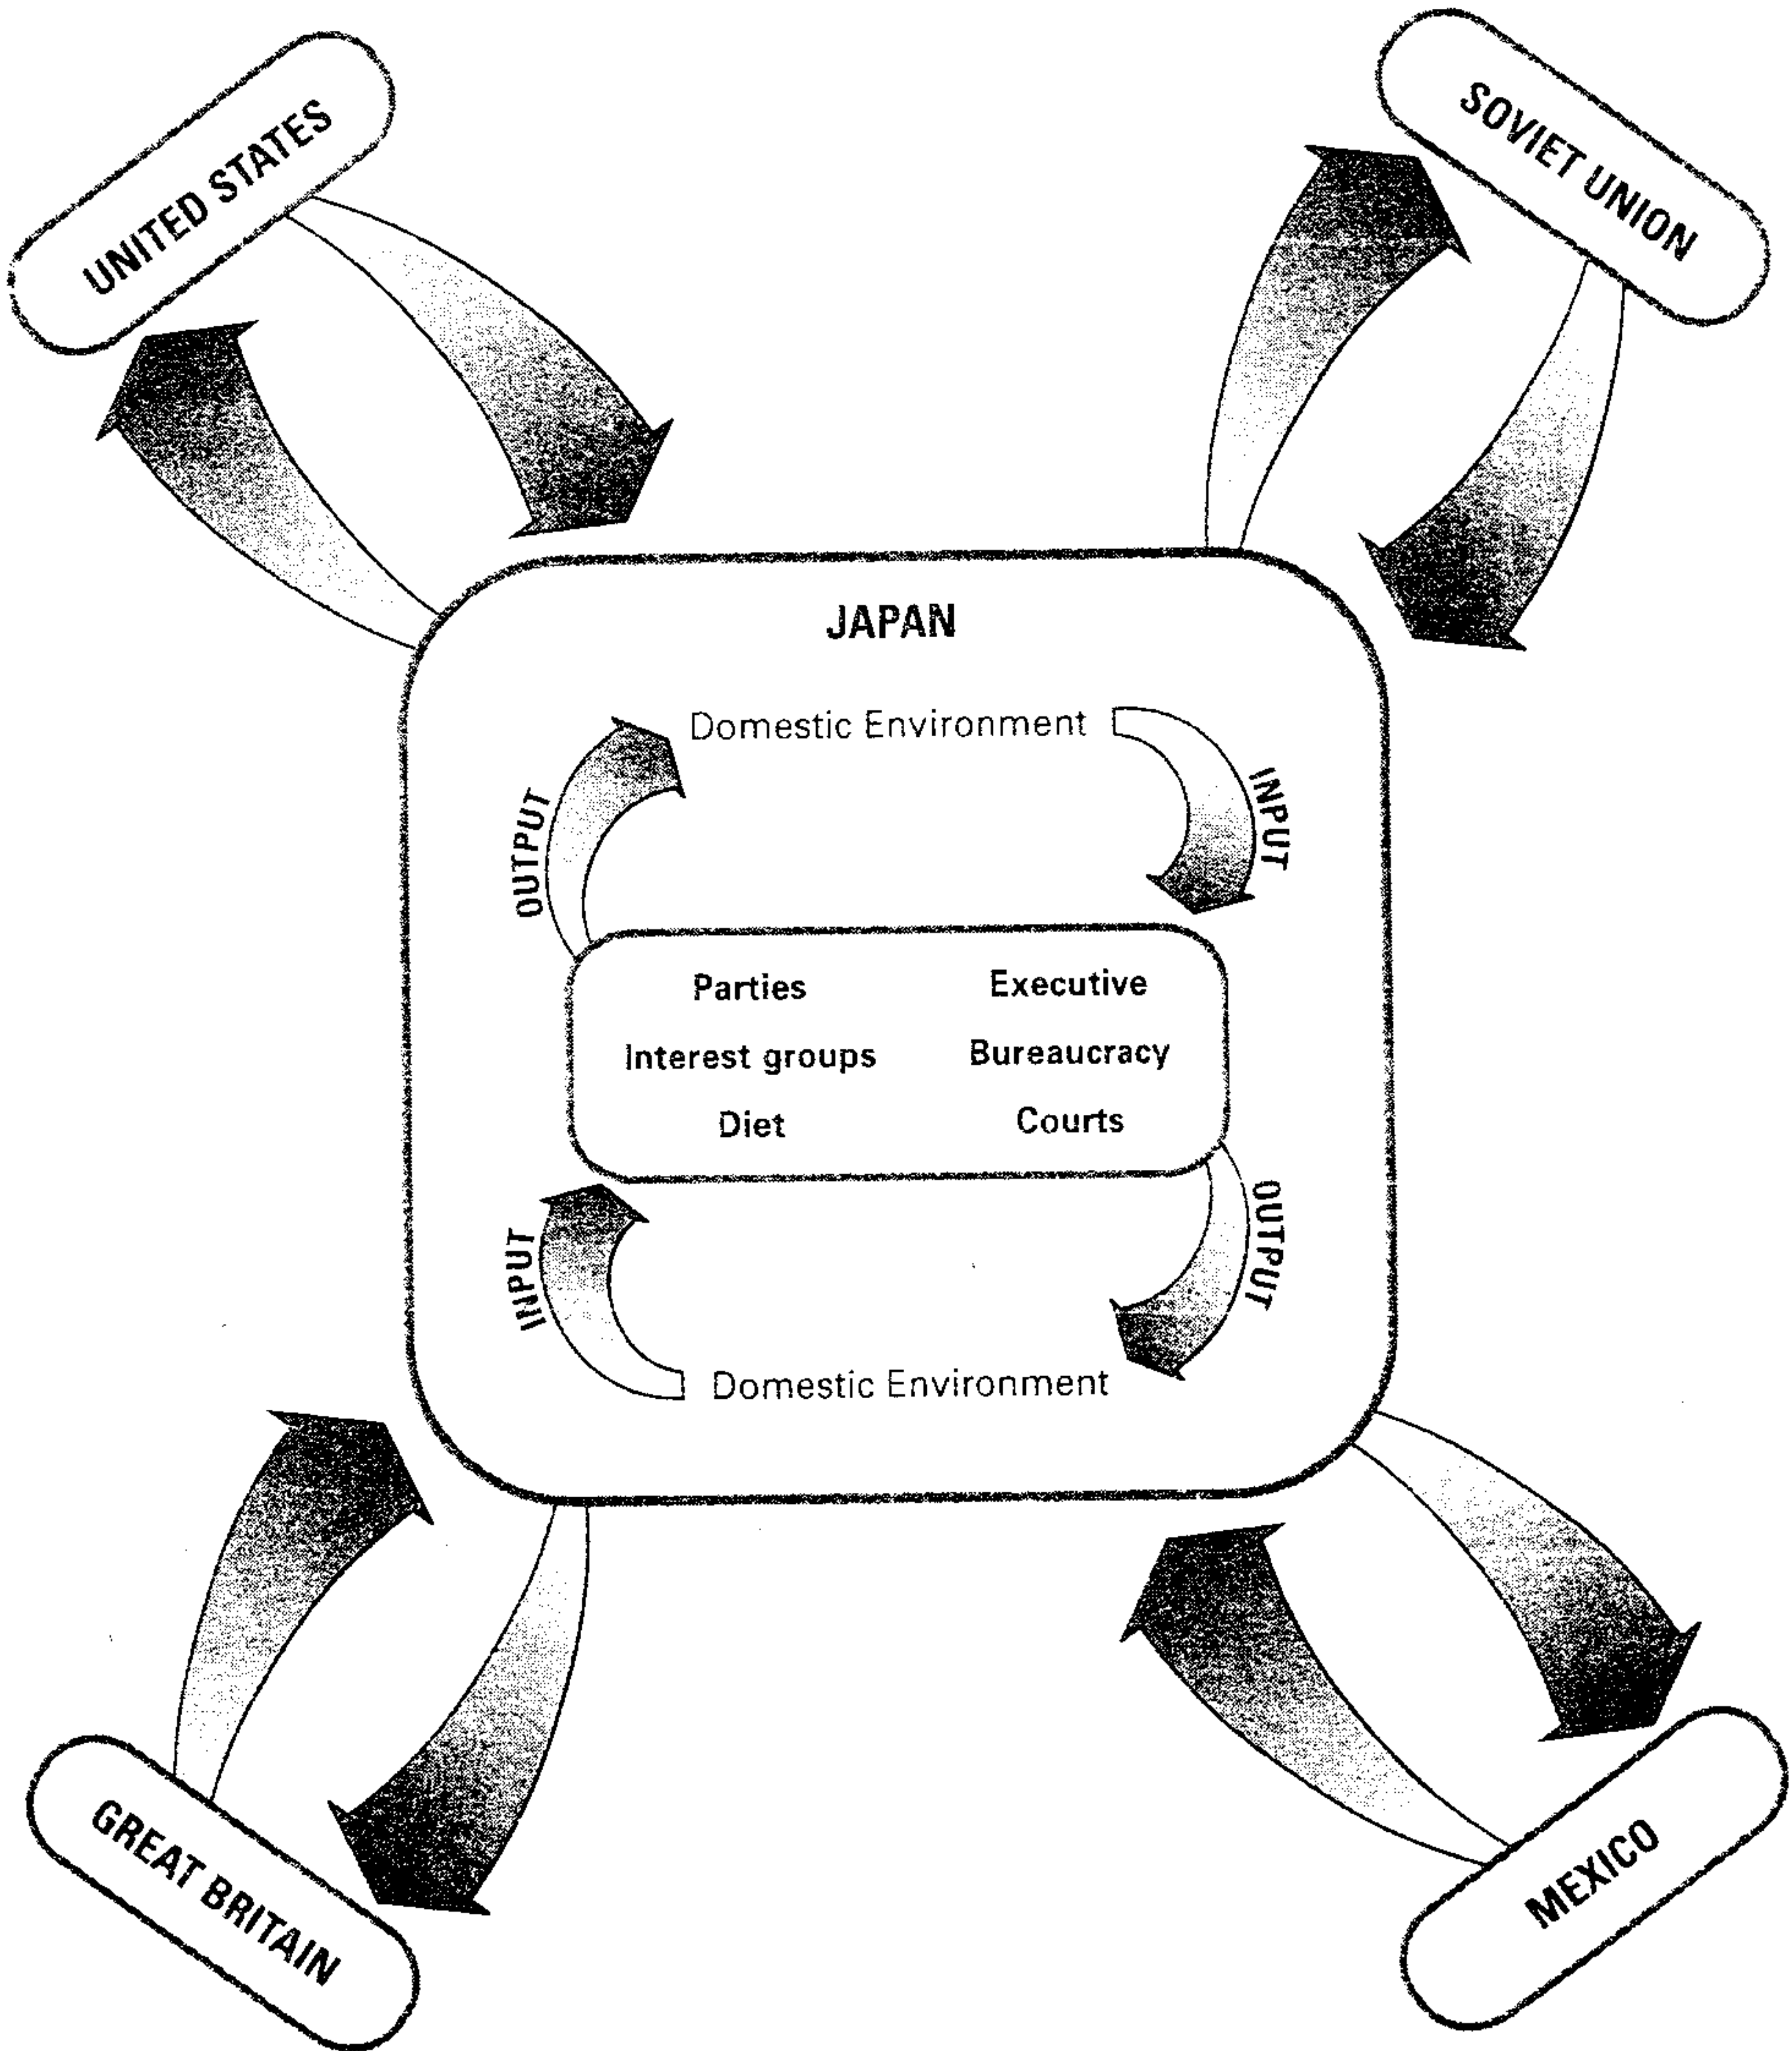 UNITED STATES
SOVIET UNION
JAPAN
Domestic Environment
OUTPUT
INPUT
Parties
Executive
Interest groups
Bureaucracy
Diet
Courts
INPUT
OUTPUT
Domestic Environment
GREAT BRITAIN
MEXICO